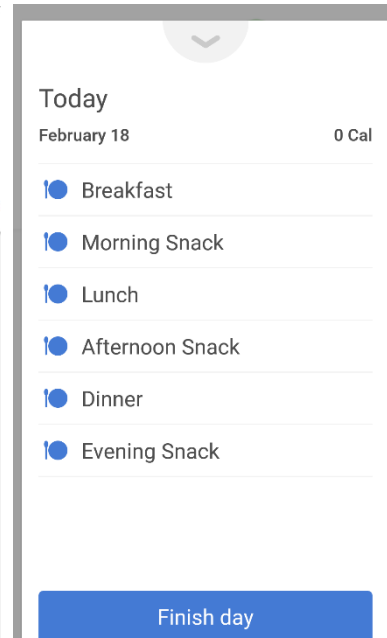 Today
February 18 0 Cal
Breakfast
Morning Snack
Lunch
Afternoon Snack
Dinner
Evening Snack
Finish day